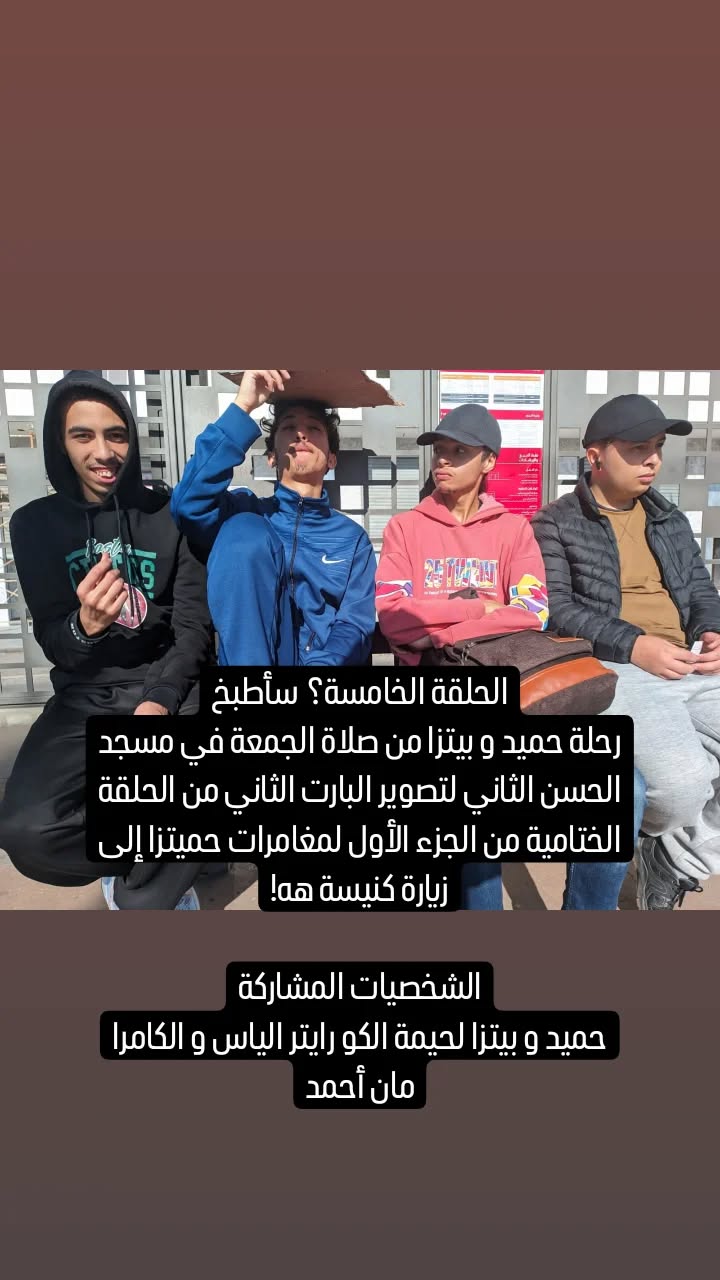 الحلقة الخامسة؟ سأطبخ
رحلة حميد و بيتزا من صلاة الجمعة في مسجد
الحسن الثاني لتصوير البارت الثاني من الحلقة
الختامية من الجزء الأول لمغامرات حميتزا إلى
زيارة كنيسة هه!
الشخصيات المشاركة
حميد و بيتزا لحيمة الكو رايتر الياس و الكامرا
مان أحمد